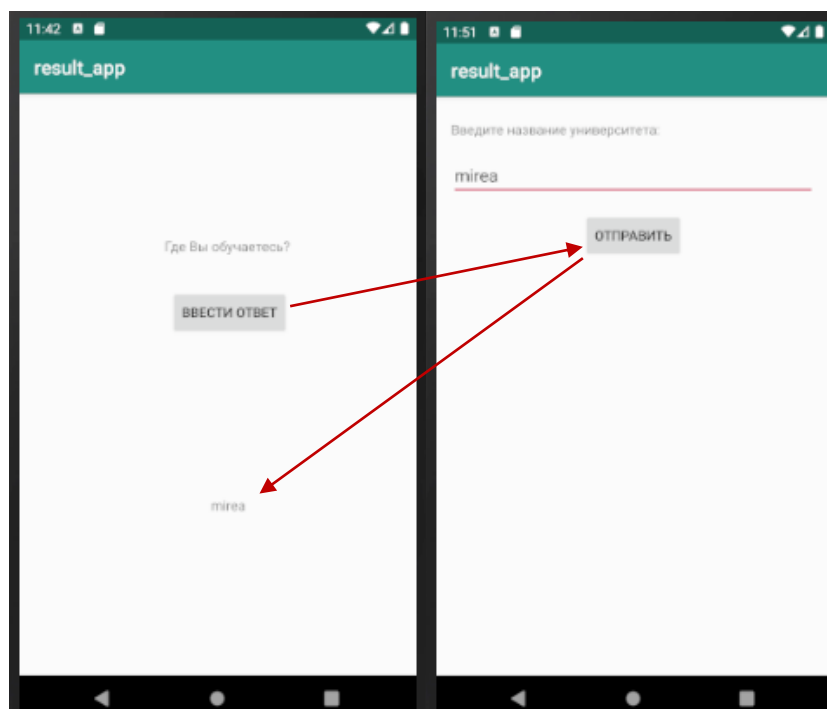 11:42
result_app
Где Вы обучаетесь?
ВВЕСТИ ОТВЕТ
mirea
11:51
result_app
Введите название университета:
mirea
ОТПРАВИТЬ